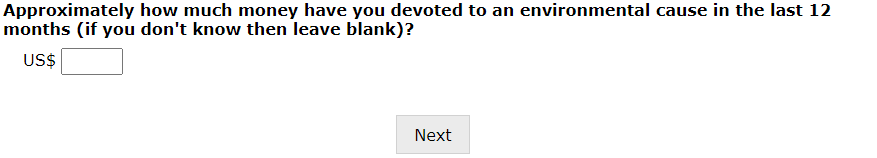 Approximately how much money have you devoted to an environmental cause in the last 12
months (if you don't know then leave blank)?
US$
Next